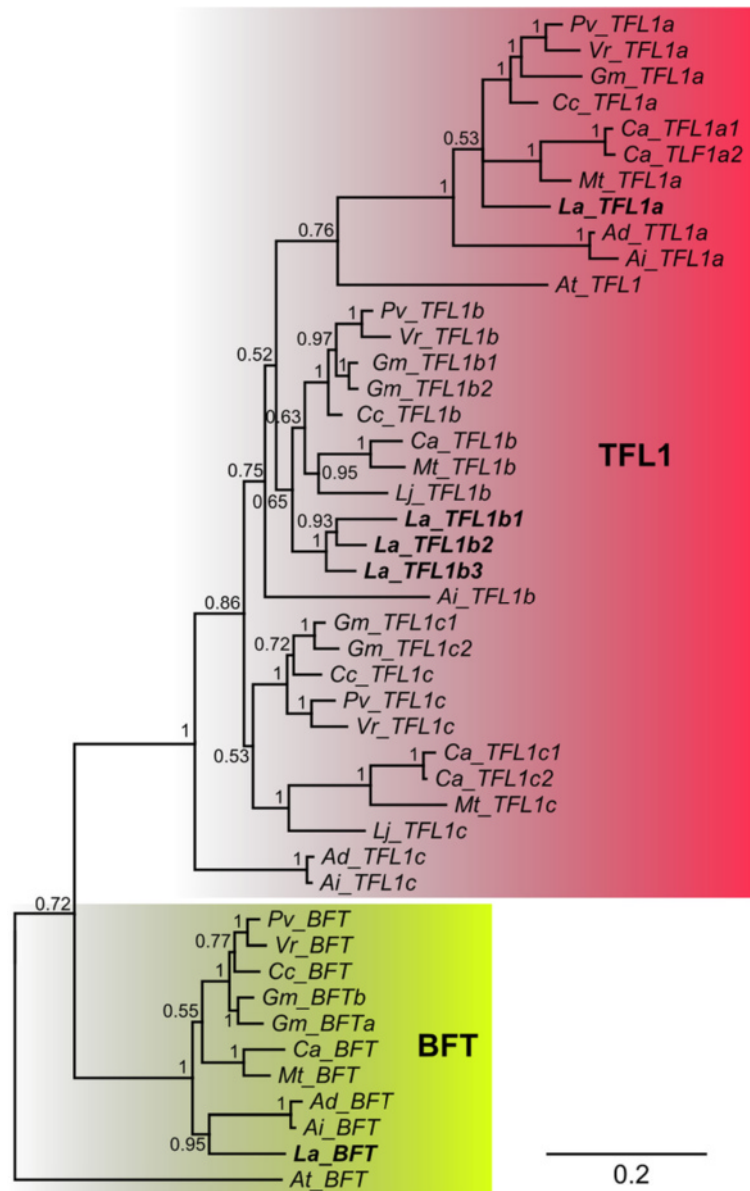 Pv_TFL1a
1
Vr_TFL1a
1
1
Gm_TFL1a
Cc_TFL1a
0.53
1
Ca_TFL1a1
Ca_TLF1a2
1
Mt_TFL1a
1
La_TFL1a
1
Ad_TTL1a
Ai_TFL1a
0.76
At_TFL1
1
Pv_TFL1b
0.97
Vr_TFL1b
1
Gm_TFL1b1
Gm_TFL1b2
0.52
1
Cc_TFL1b
0.63
1
Ca_TFL1b
TFL1
Mt_TFL1b
0.95
0.75
Lj_TFL1b
0.65
0.93
La_TFL1b1
La_TFL1b2
1
La_TFL1b3
Ai_TFL1b
0.86
1
Gm_TFL1c1
0.72
Gm_TFL1c2
Cc_TFL1c
1
1
Pv_TFL1c
Vr_TFL1c
1
0.53
1
Ca_TFL1c1
1
Ca_TFL1c2
1
Mt_TFL1c
Lj_TFL1c
1
Ad_TFL1c
Ai_TFL1c
0.72
1
Pv_BFT
0.77
Vr_BFT
1
Cc_BFT
Gm_BFTb
0.55
1
Gm_BFTa
1
Ca_BFT
BFT
1
Mt_BFT
1
Ad_BFT
Ai_BFT
0.95
La_BFT
At_BFT
0.2